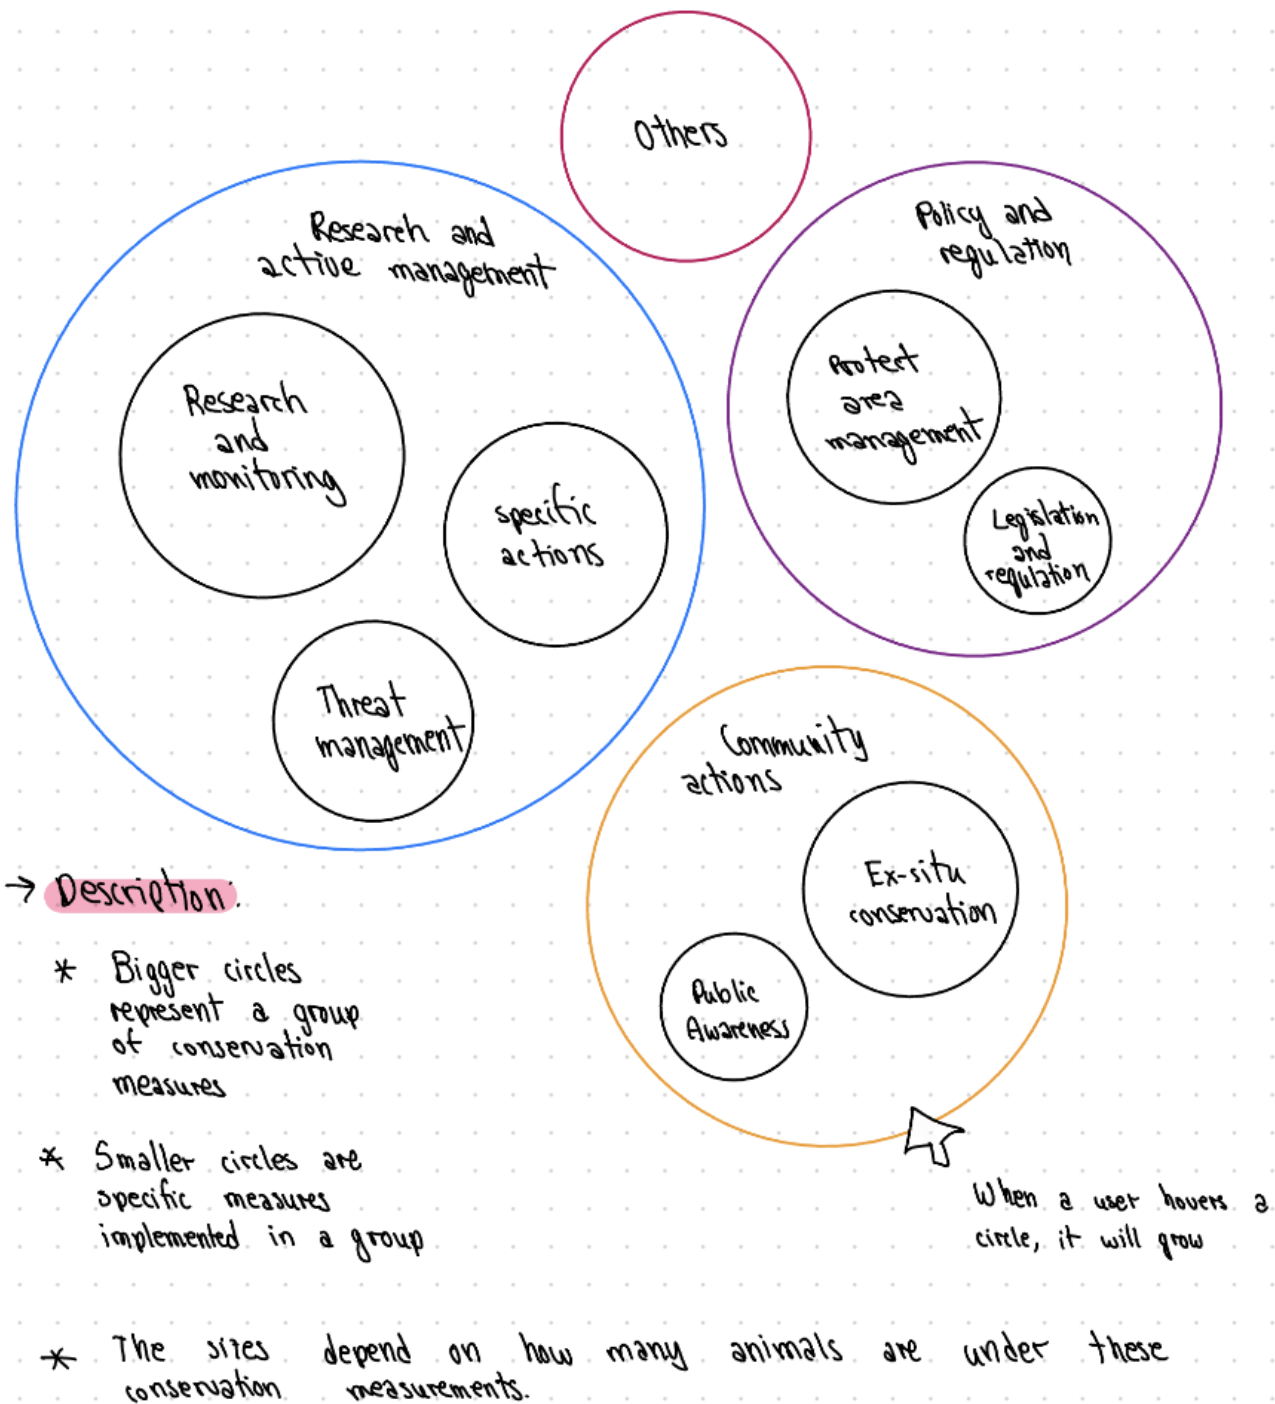 Others
Research and
active management
Research
and
monitoring
specific
actions
Threat
management
Policy and
regulation
Protect
area
management
Legislation
and
regulation
Community
actions
Ex-situ
conservation
Public
Awareness
→ Description:
* Bigger circles
represent a group
of conservation
measures
* Smaller circles are
specific measures
implemented in a group
When a user hovers a
circle, it will grow
* The sizes depend on how many animals are under these
conservation measurements.